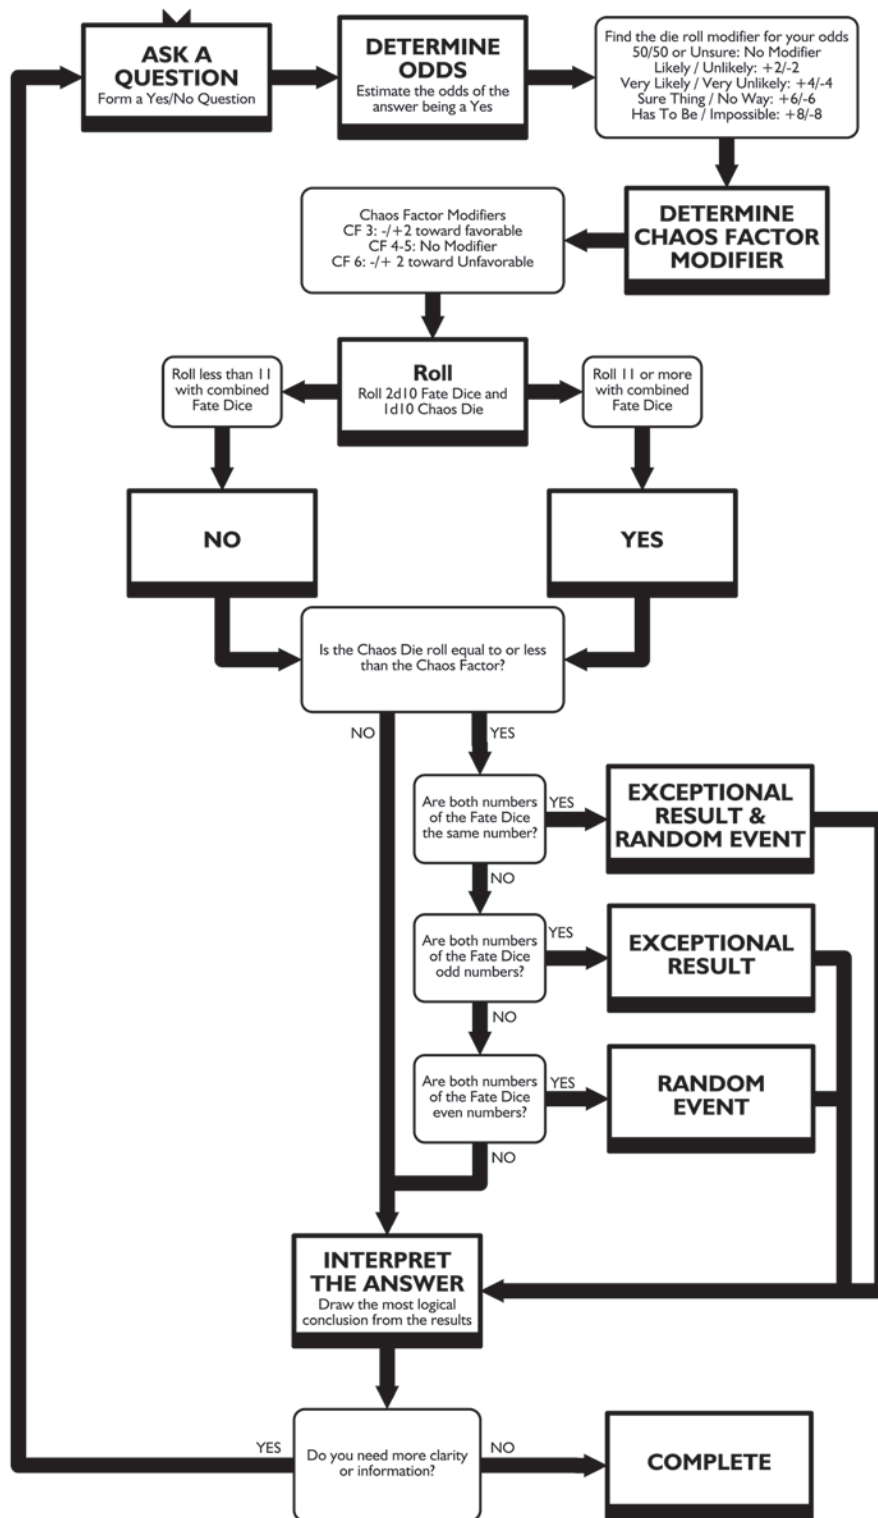 ASK A
QUESTION
Form a Yes/No Question
DETERMINE
ODDS
Estimate the odds of the
answer being a Yes
Find the die roll modifier for your odds
50/50 or Unsure: No Modifier
Likely / Unlikely: +2/-2
Very Likely / Very Unlikely: +4/-4
Sure Thing / No Way: +6/-6
Has To Be / Impossible: +8/-8
DETERMINE
CHAOS FACTOR
MODIFIER
Chaos Factor Modifiers
CF 3: -/+2 toward favorable
CF 4-5: No Modifier
CF 6: -/+ 2 toward Unfavorable
Roll
Roll 2d10 Fate Dice and
1d10 Chaos Die
Roll less than 11
with combined
Fate Dice
Roll 11 or more
with combined
Fate Dice
NO
YES
Is the Chaos Die roll equal to or less
than the Chaos Factor?
NO
YES
Are both numbers
of the Fate Dice
the same number?
YES
EXCEPTIONAL
RESULT &
RANDOM EVENT
NO
Are both numbers
of the Fate Dice
odd numbers?
YES
EXCEPTIONAL
RESULT
NO
Are both numbers
of the Fate Dice
even numbers?
YES
RANDOM
EVENT
NO
INTERPRET
THE ANSWER
Draw the most logical
conclusion from the results
YES
Do you need more clarity
or information?
NO
COMPLETE